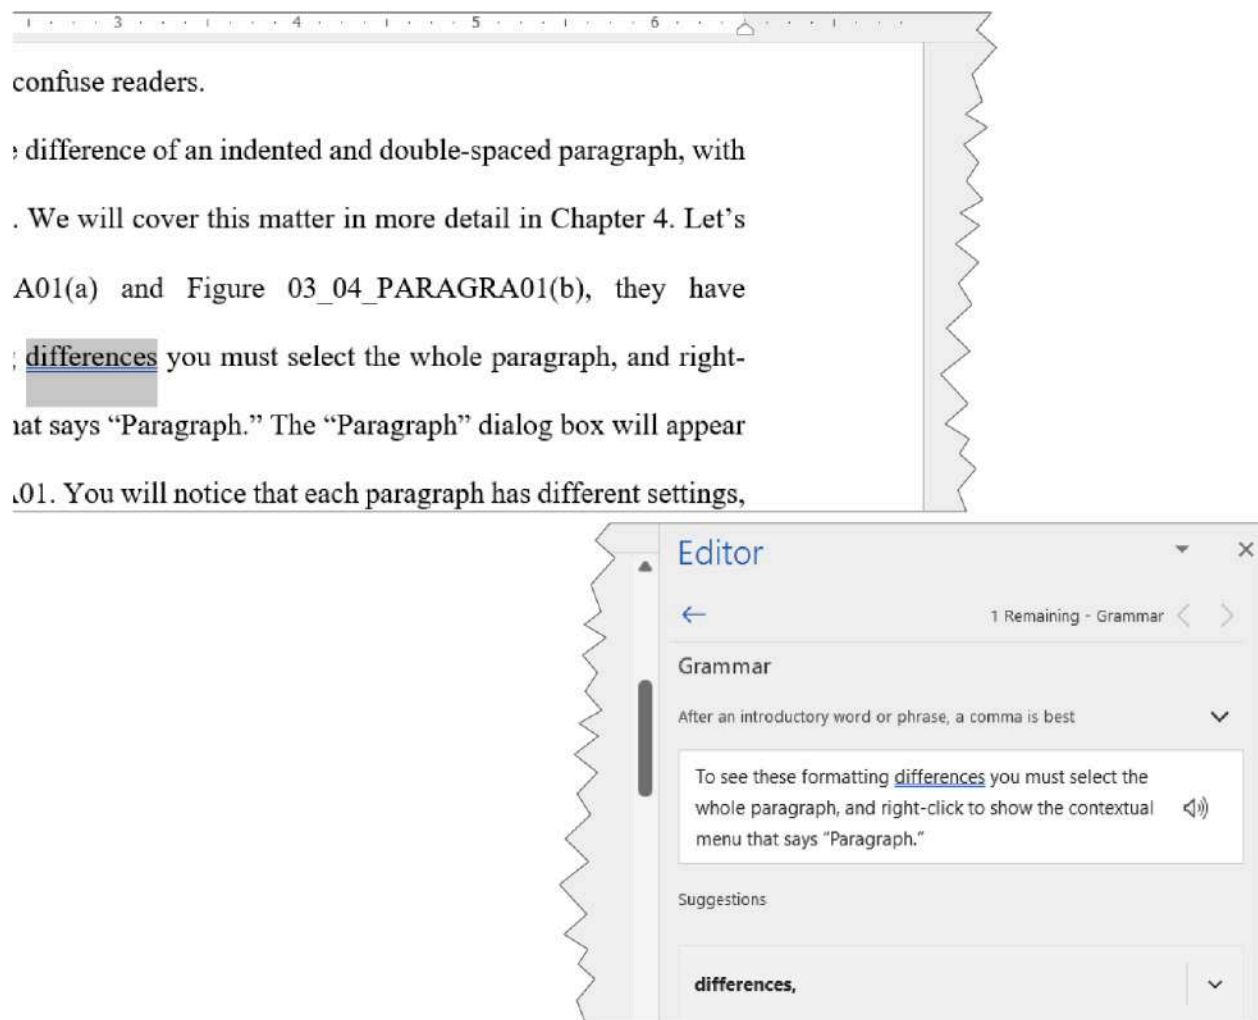 3 4 5 6
confuse readers.
difference of an indented and double-spaced paragraph, with
. We will cover this matter in more detail in Chapter 4. Let’s
A01(a) and Figure 03_04_PARAGRA01(b), they have
differences you must select the whole paragraph, and right-
hat says “Paragraph.” The “Paragraph” dialog box will appear
01. You will notice that each paragraph has different settings,
Editor
1 Remaining - Grammar
Grammar
After an introductory word or phrase, a comma is best
To see these formatting differences you must select the
whole paragraph, and right-click to show the contextual
menu that says “Paragraph.”
Suggestions
differences,